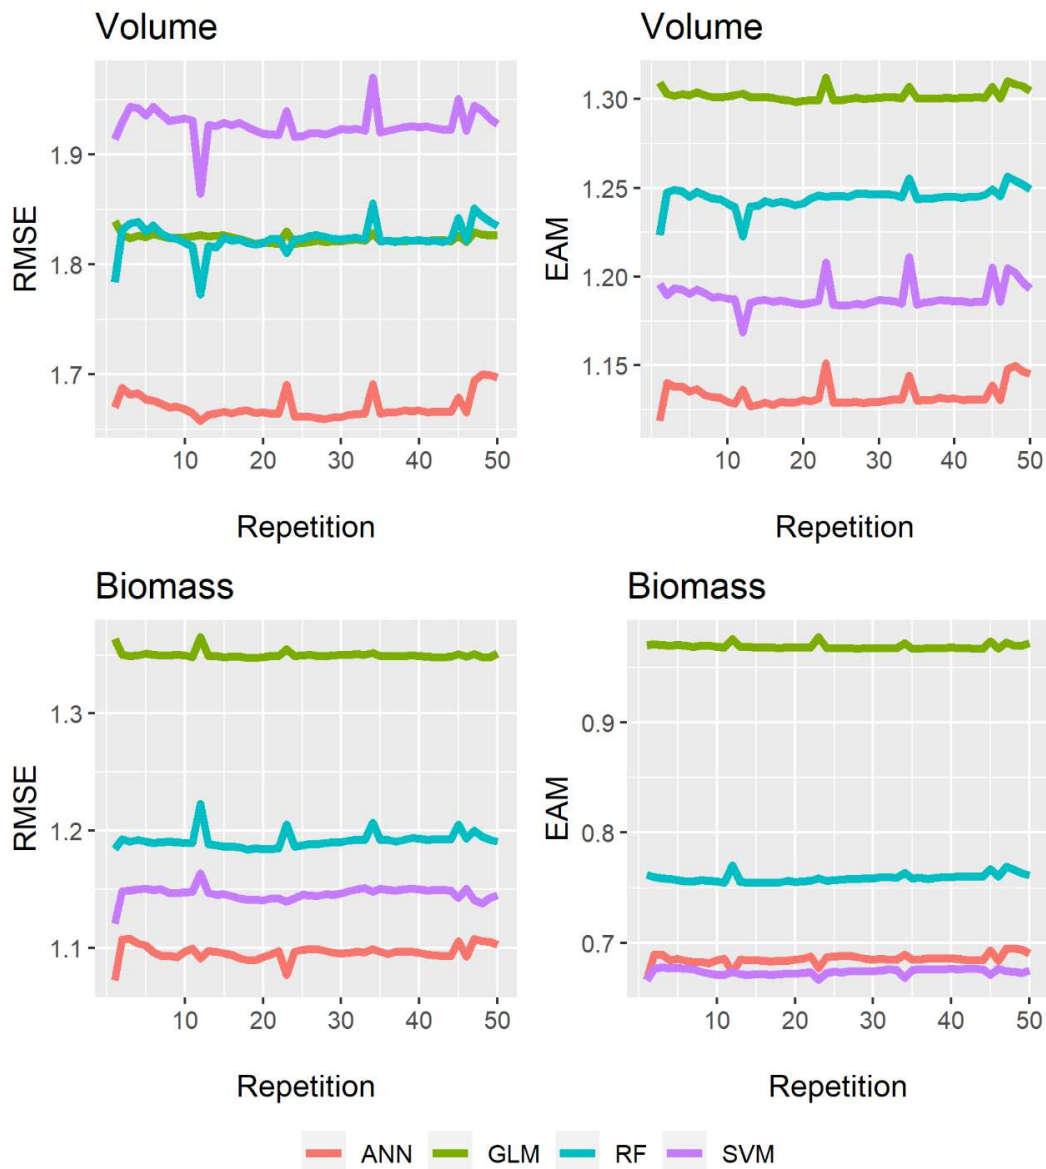 Volume
RMSE
1.9
1.8
1.7
10 20 30 40 50
Repetition
Volume
EAM
1.30
1.25
1.20
1.15
10 20 30 40 50
Repetition
Biomass
RMSE
1.3
1.2
1.1
10 20 30 40 50
Repetition
Biomass
EAM
0.9
0.8
0.7
10 20 30 40 50
Repetition
ANN GLM RF SVM